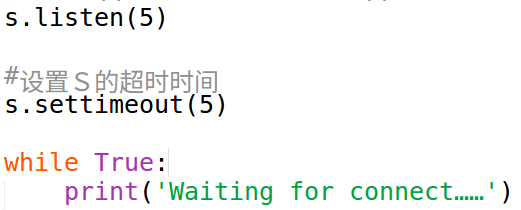 s.listen(5)
#设置S的超时时间
s.settimeout(5)
while True:
print('Waiting for connect……')